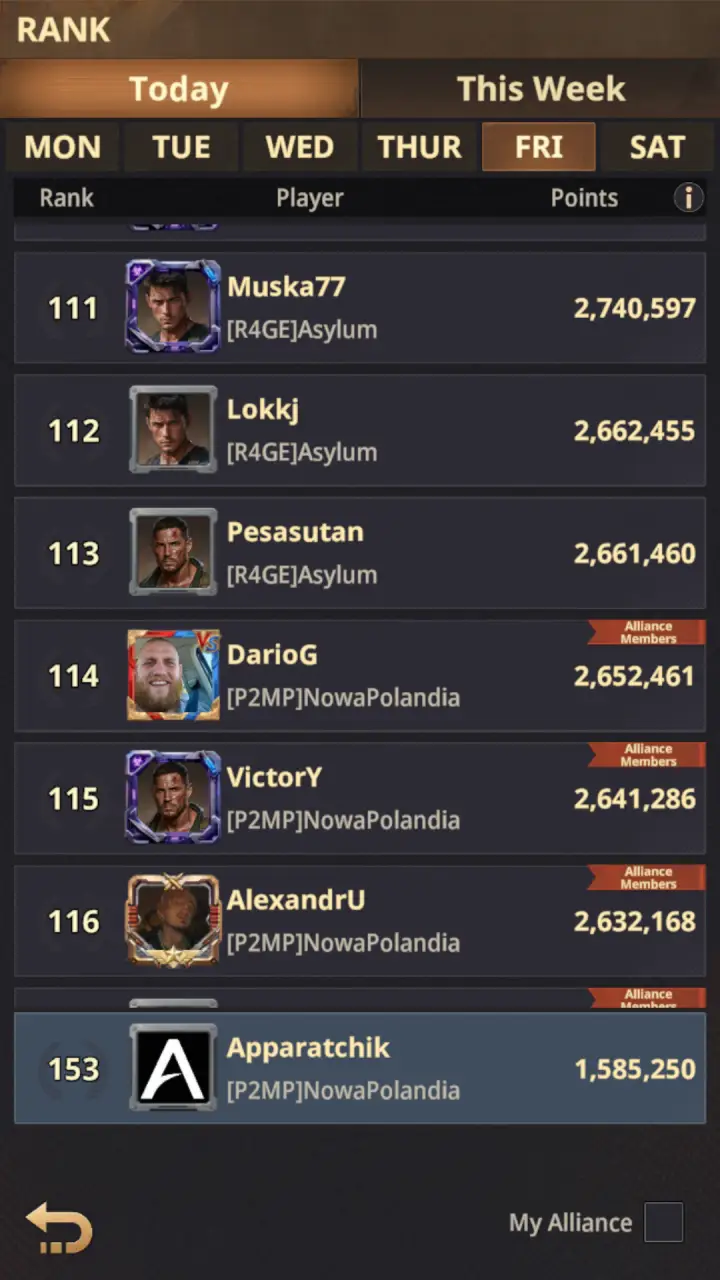 RANK
Today
This Week
MON
TUE
WED
THUR
FRI
SAT
Rank
Player
Points
i
111
Muska77
[R4GE]Asylum
2,740,597
112
Lokkj
[R4GE]Asylum
2,662,455
113
Pesasutan
[R4GE]Asylum
2,661,460
Alliance
Members
114
DarioG
[P2MP]NowaPolandia
2,652,461
Alliance
Members
115
VictorY
[P2MP]NowaPolandia
2,641,286
Alliance
Members
116
AlexandrU
[P2MP]NowaPolandia
2,632,168
Alliance
Members
153
Apparatchik
[P2MP]NowaPolandia
1,585,250
My Alliance